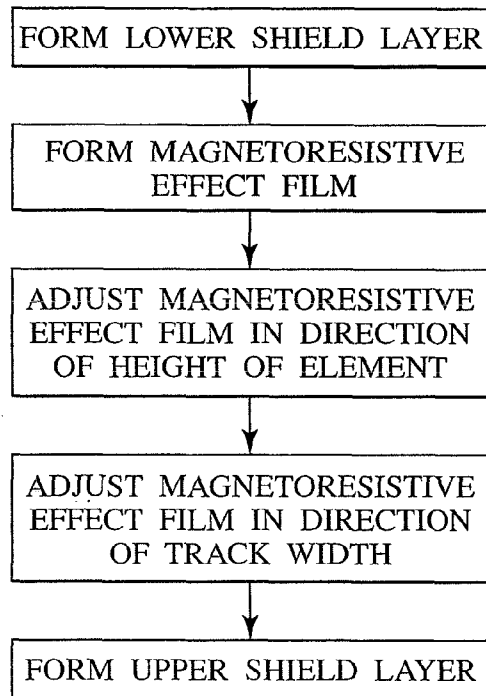 FORM LOWER SHIELD LAYER
FORM MAGNETORESISTIVE
EFFECT FILM
ADJUST MAGNETORESISTIVE
EFFECT FILM IN DIRECTION
OF HEIGHT OF ELEMENT
ADJUST MAGNETORESISTIVE
EFFECT FILM IN DIRECTION
OF TRACK WIDTH
FORM UPPER SHIELD LAYER